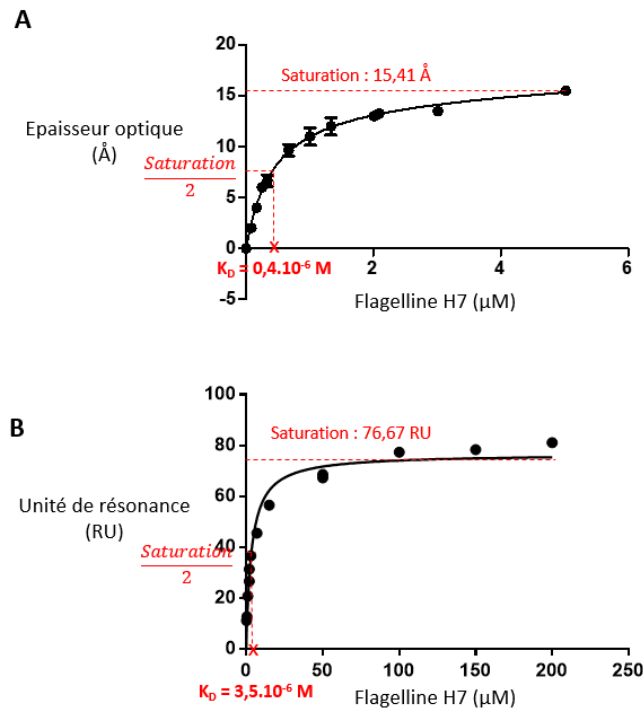 A
20
15
10
5
0
-5
Saturation : 15,41 Å
Epaisseur optique
(Å)
Saturation
2
K_D = 0,4.10⁻⁶ M
2
4
6
Flagelline H7 (µM)
B
100
80
60
40
20
0
Saturation : 76,67 RU
Unité de résonance
(RU)
Saturation
2
0
50
100
150
200
250
K_D = 3,5.10⁻⁶ M
Flagelline H7 (µM)